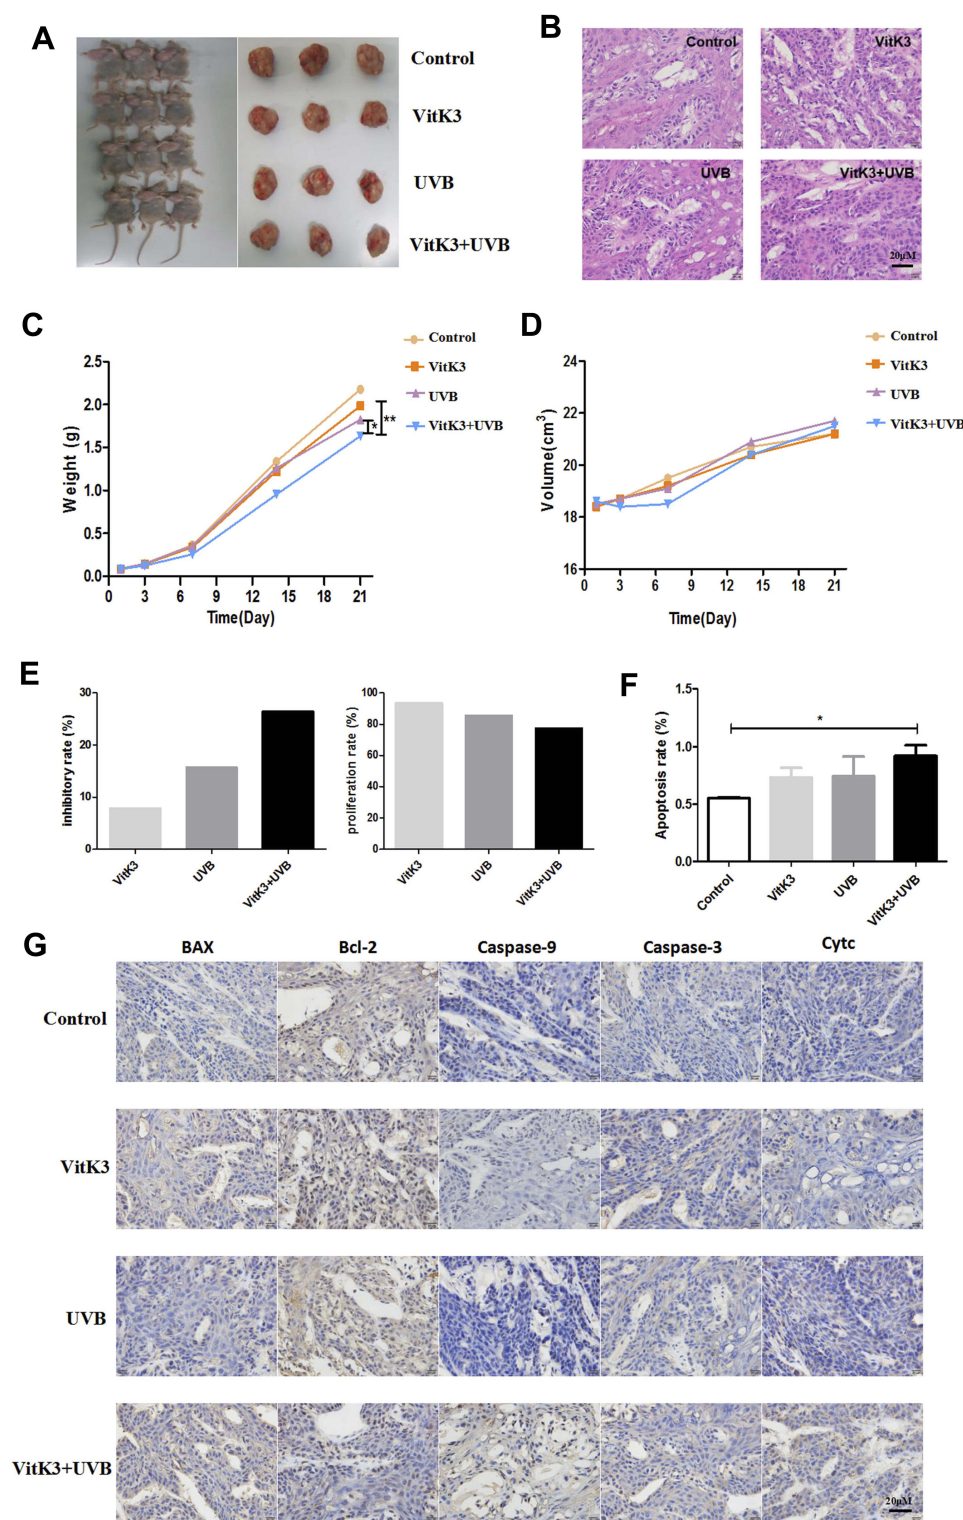 A
Control
VitK3
UVB
VitK3+UVB
B
Control
VitK3
UVB
VitK3+UVB
20μM
C
Control
VitK3
UVB
VitK3+UVB
2.5
2.0
1.5
1.0
0.5
0.0
Weight (g)
0 3 6 9 12 15 18 21
Time(Day)
* **
D
Control
VitK3
UVB
VitK3+UVB
24
22
20
18
16
Volume(cm³)
0 3 6 9 12 15 18 21
Time(Day)
E
30
20
10
0
inhibitory rate (%)
VitK3 UVB VitK3+UVB
100
80
60
40
20
0
proliferation rate (%)
VitK3 UVB VitK3+UVB
F
1.5
1.0
0.5
0.0
Apoptosis rate (%)
*
Control VitK3 UVB VitK3+UVB
G
BAX Bcl-2 Caspase-9 Caspase-3 Cytc
Control
VitK3
UVB
VitK3+UVB
20μM